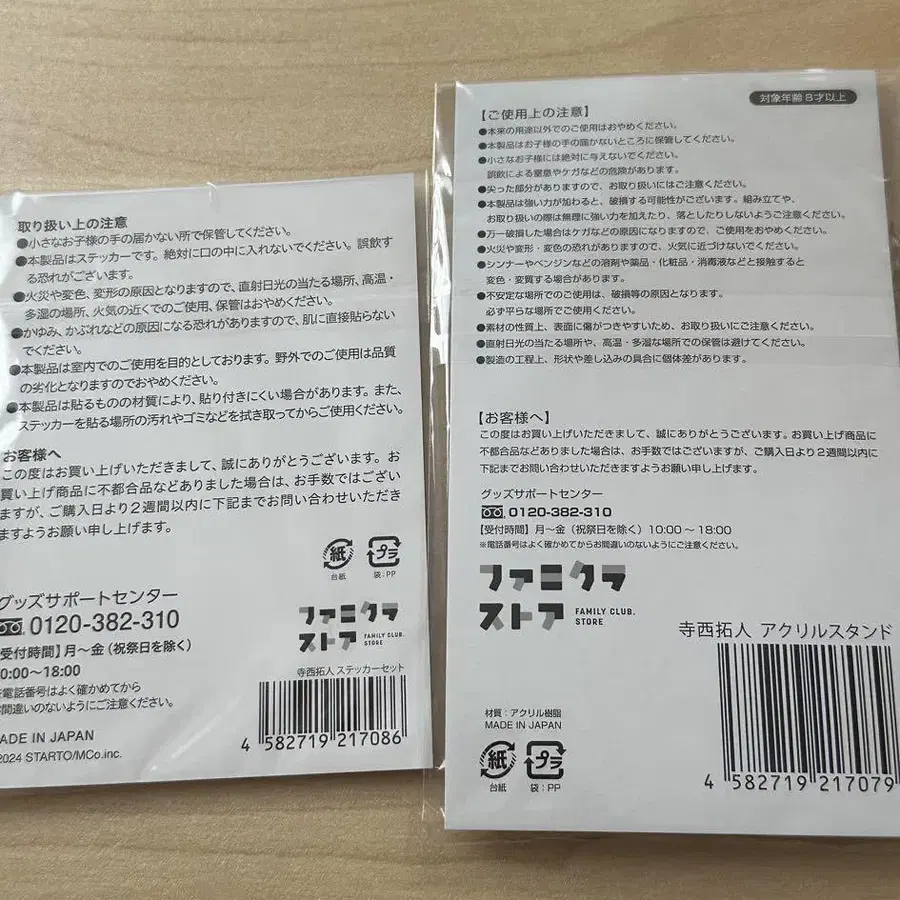 取り扱い上の注意
●小さなお子様の手の届かない所で保管してください。
●本製品はステッカーです。絶対に口の中に入れないでください。誤飲す
る恐れがございます。
●火災や変色、変形の原因となりますので、直射日光の当たる場所、高温・
多湿の場所、火気の近くでのご使用、保管はおやめください。
●かゆみ、かぶれなどの原因になる恐れがありますので、肌に直接貼らない
でください。
●本製品は室内でのご使用を目的としております。野外でのご使用は品質
の劣化となりますのでおやめください。
●本製品は貼るものの材質により、貼り付きにくい場合があります。また、
ステッカーを貼る場所の汚れやゴミなどを拭き取ってからご使用ください。
お客様へ
この度はお買い上げいただきまして、誠にありがとうございます。お
買い上げ商品に不都合品などありました場合は、お手数ではござい
ますが、ご購入日より2週間以内に下記までお問い合わせいただき
ますようお願い申し上げます。
紙
台紙
プラ
袋:PP
グッズサポートセンター
0120-382-310
受付時間】月～金(祝祭日を除く)
0:00～18:00
電話番号はよく確かめてから
間違いのないようにご注意ください。
MADE IN JAPAN
2024 STARTO/MCo.inc.
ファミクラ
ストア
FAMILY CLUB.
STORE
寺西拓人 ステッカーセット
4 582719 217086
対象年齢8才以上
【ご使用上の注意】
●本来の用途以外でのご使用はおやめください。
●本製品はお子様の手の届かないところに保管してください。
●小さなお子様には絶対に与えないでください。
誤飲による窒息やケガなどの危険があります。
●尖った部分がありますので、お取り扱いにはご注意ください。
●本製品は強い力が加わると、破損する可能性がございます。組み立てや、
お取り扱いの際は無理に強い力を加えたり、落としたりしないようご注意ください。
●万一破損した場合はケガなどの原因になりますので、ご使用をおやめください。
●火災や変形・変色の恐れがありますので、火気に近づけないでください。
●シンナーやベンジンなどの溶剤や薬品・化粧品・消毒液などと接触すると
変色・変質する場合があります。
●不安定な場所でのご使用は、破損等の原因となります。
必ず平らな場所でご使用ください。
●素材の性質上、表面に傷がつきやすいため、お取り扱いにご注意ください。
●直射日光の当たる場所や、高温・多湿な場所での保管は避けてください。
●製造の工程上、形状や差し込みの具合に個体差があります。
【お客様へ】
この度はお買い上げいただきまして、誠にありがとうございます。お買い上げ商品に
不都合品などありました場合は、お手数ではございますが、ご購入日より2週間以内に
下記までお問い合わせいただきますようお願い申し上げます。
グッズサポートセンター
0120-382-310
【受付時間】月～金(祝祭日を除く)10:00～18:00
※電話番号はよく確かめてからお間違いのないようにご注意ください。
ファミクラ
ストア
FAMILY CLUB.
STORE
寺西拓人 アクリルスタンド
材質:アクリル樹脂
MADE IN JAPAN
紙
台紙
プラ
袋:PP
4 582719 217079